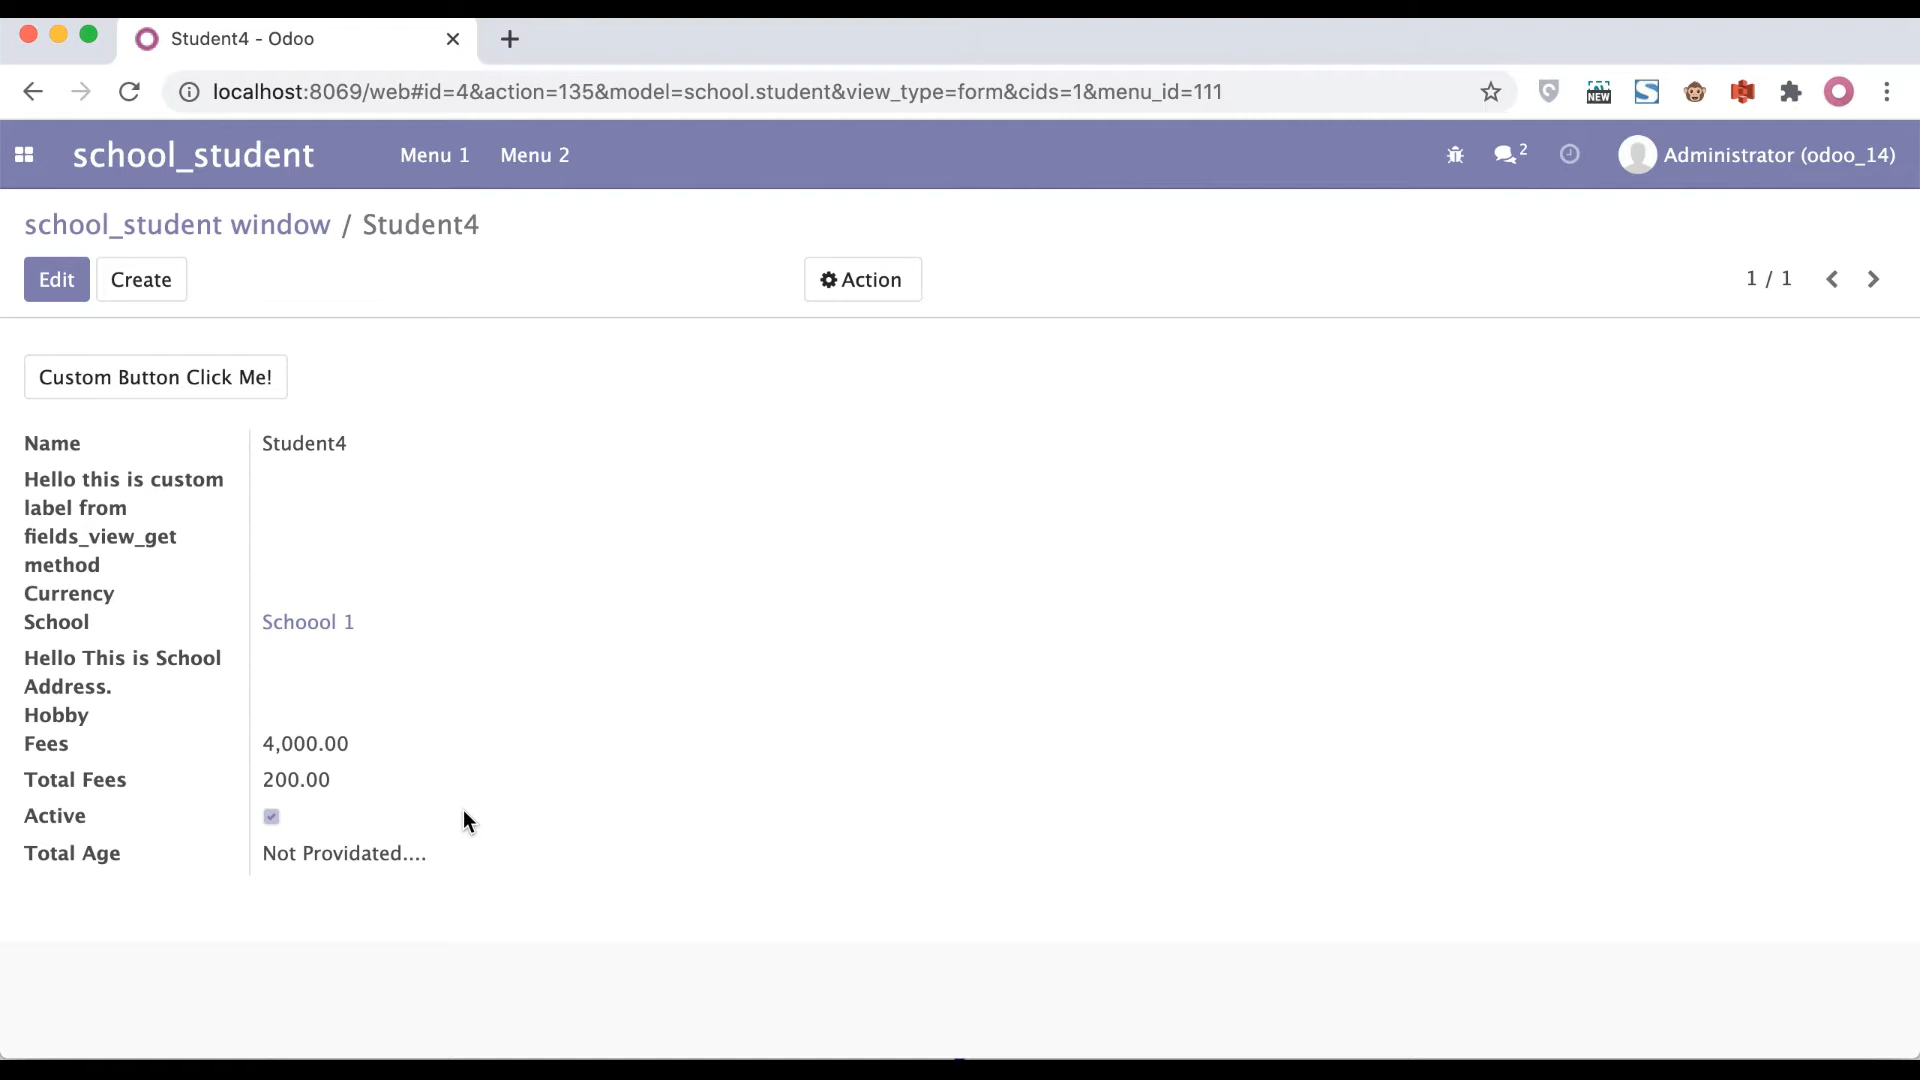 Student4 - Odoo
localhost:8069/web#id=4&action=135&model=school.student&view_type=form&cids=1&menu_id=111
NEW
school_student Menu 1 Menu 2 2 Administrator (odoo_14)
school_student window / Student4
Edit Create Action 1 / 1
Custom Button Click Me!
Name Student4
Hello this is custom
label from
fields_view_get
method
Currency
School Schoool 1
Hello This is School
Address.
Hobby
Fees 4,000.00
Total Fees 200.00
Active
Total Age Not Providated....